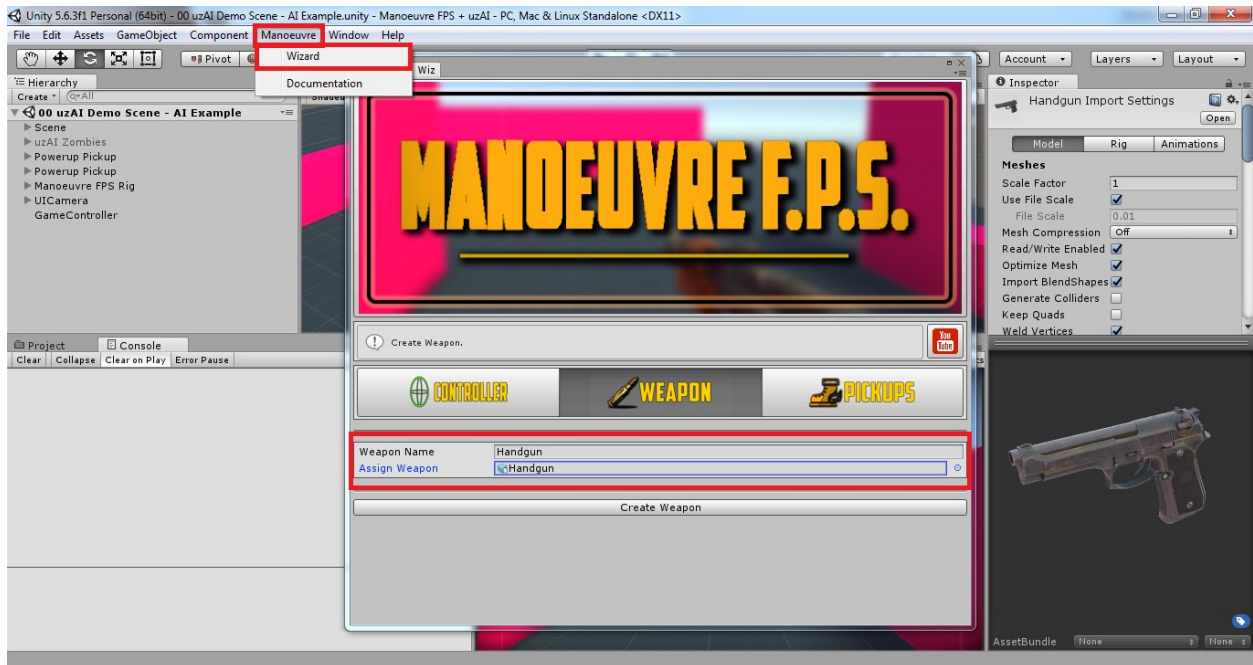 Unity 5.6.3f1 Personal (64bit) - 00 uzAI Demo Scene - AI Example.unity - Manoeuvre FPS + uzAI - PC, Mac & Linux Standalone <DX11>
File Edit Assets GameObject Component Manoeuvre Window Help
Pivot
Account Layers Layout
Wizard
Documentation
Hierarchy
Create All
00 uzAI Demo Scene - AI Example
Scene
uzAI Zombies
Powerup Pickup
Powerup Pickup
Manoeuvre FPS Rig
UICamera
GameController
Project Console
Clear Collapse Clear on Play Error Pause
Wiz
MANOEUVRE F.P.S.
Create Weapon.
You Tube
CONTROLLER WEAPON PICKUPS
Weapon Name Handgun
Assign Weapon Handgun
Create Weapon
Inspector
Handgun Import Settings
Open
Model Rig Animations
Meshes
Scale Factor 1
Use File Scale
File Scale 0.01
Mesh Compression Off
Read/Write Enabled
Optimize Mesh
Import BlendShapes
Generate Colliders
Keep Quads
Weld Vertices
AssetBundle None None